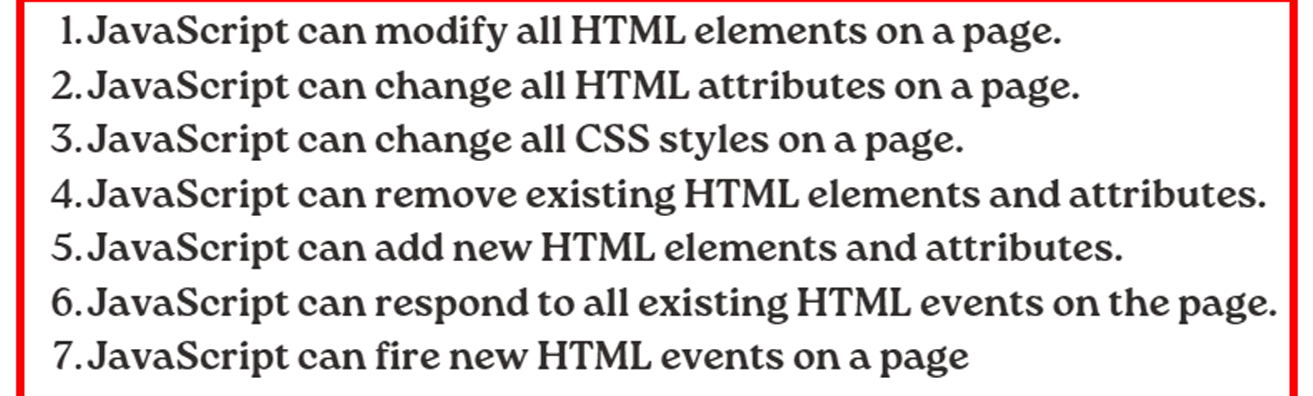 1. JavaScript can modify all HTML elements on a page.
2. JavaScript can change all HTML attributes on a page.
3. JavaScript can change all CSS styles on a page.
4. JavaScript can remove existing HTML elements and attributes.
5. JavaScript can add new HTML elements and attributes.
6. JavaScript can respond to all existing HTML events on the page.
7. JavaScript can fire new HTML events on a page